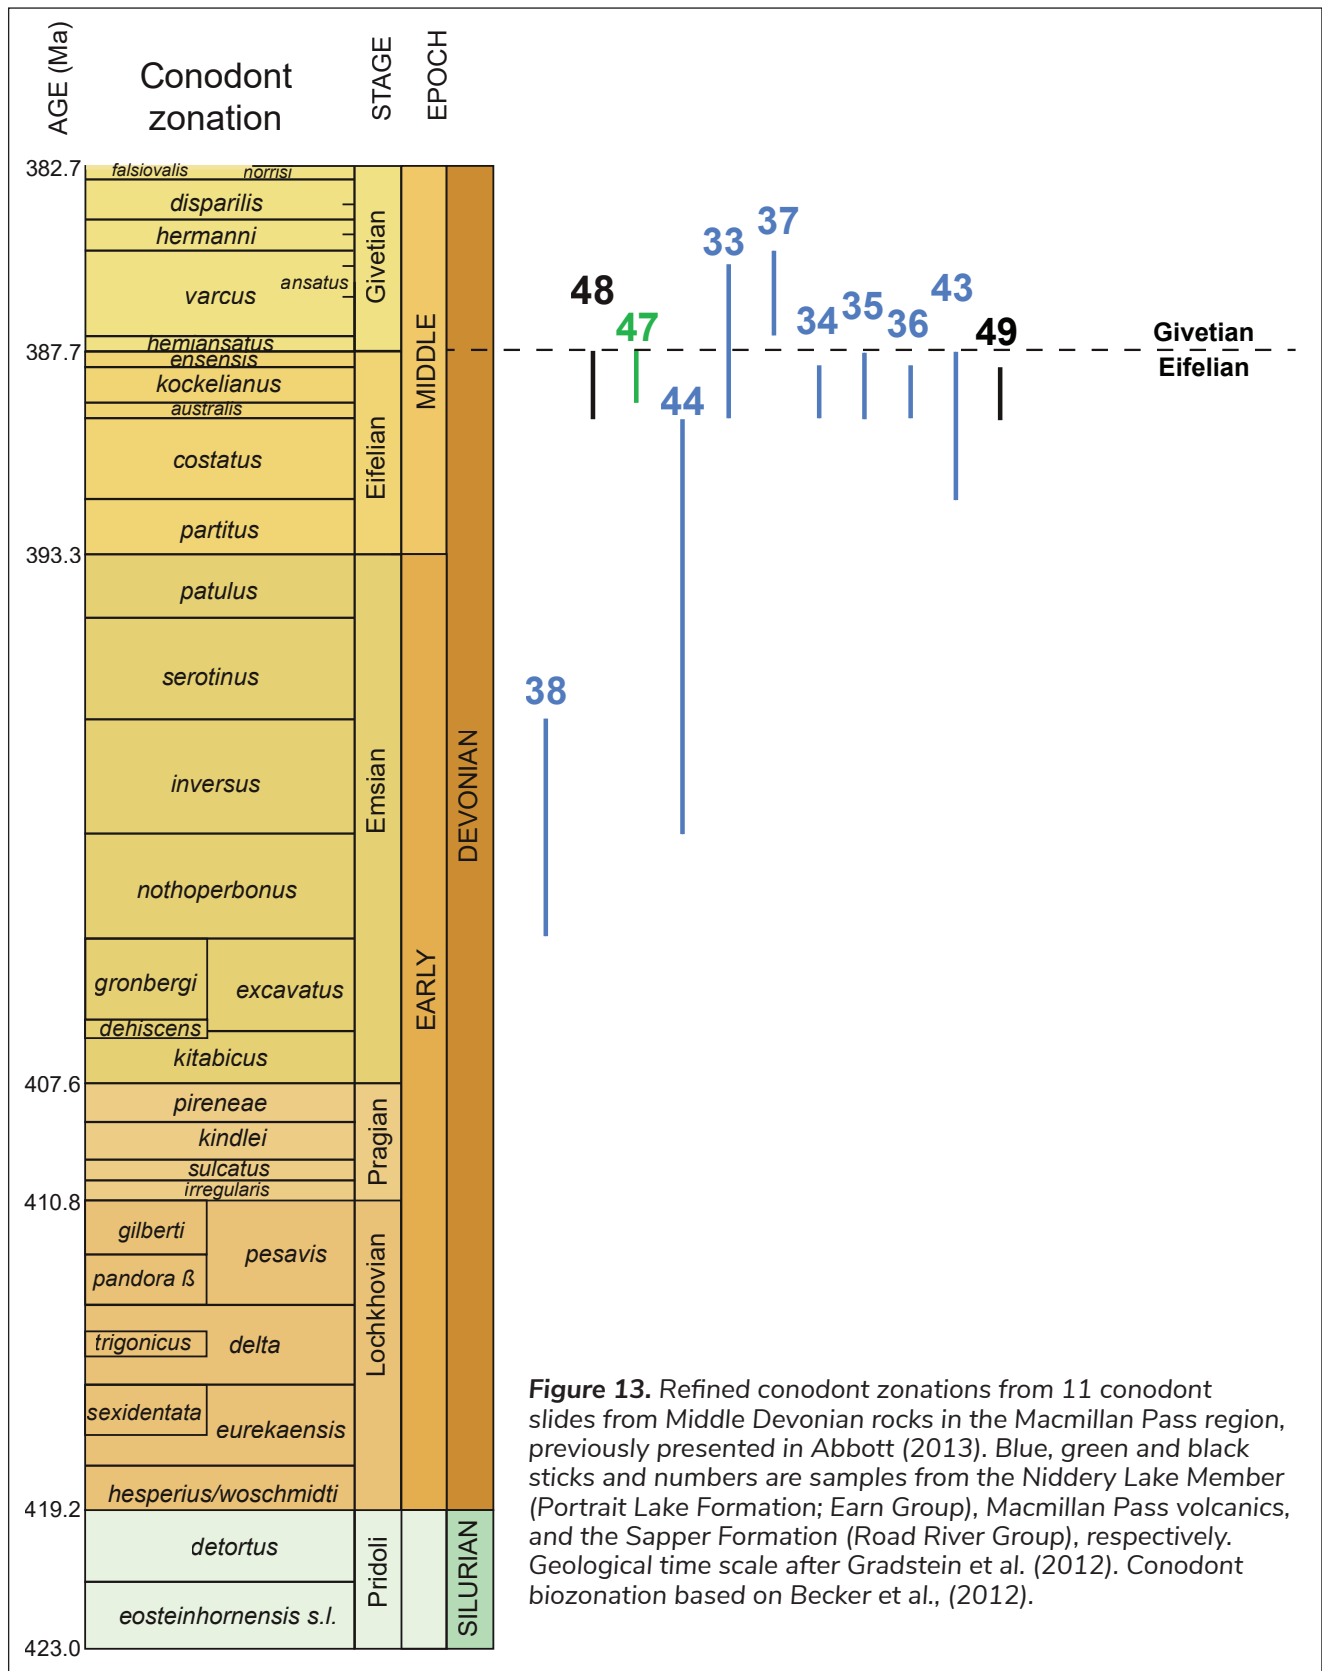 AGE (Ma)
Conodont
zonation
STAGE
EPOCH
382.7
falsiovalis
norrisi
disparilis
hermanni
ansatus
varcus
hemiansatus
387.7
ensensis
kockelianus
australis
costatus
partitus
393.3
patulus
serotinus
inversus
nothoperbonus
gronbergi
excavatus
dehiscens
kitabicus
407.6
pireneae
kindlei
sulcatus
irregularis
410.8
gilberti
pesavis
pandora ß
trigonicus
delta
sexidentata
eurekaensis
hesperius/woschmidti
419.2
detortus
eosteinhornensis s.l.
423.0
Givetian
Eifelian
Emsian
Pragian
Lochkhovian
Pridoli
MIDDLE
EARLY
DEVONIAN
SILURIAN
38
48
47
44
33
37
34
35
36
43
49
Givetian
Eifelian
Figure 13. Refined conodont zonations from 11 conodont
slides from Middle Devonian rocks in the Macmillan Pass region,
previously presented in Abbott (2013). Blue, green and black
sticks and numbers are samples from the Niddery Lake Member
(Portrait Lake Formation; Earn Group), Macmillan Pass volcanics,
and the Sapper Formation (Road River Group), respectively.
Geological time scale after Gradstein et al. (2012). Conodont
biozonation based on Becker et al., (2012).